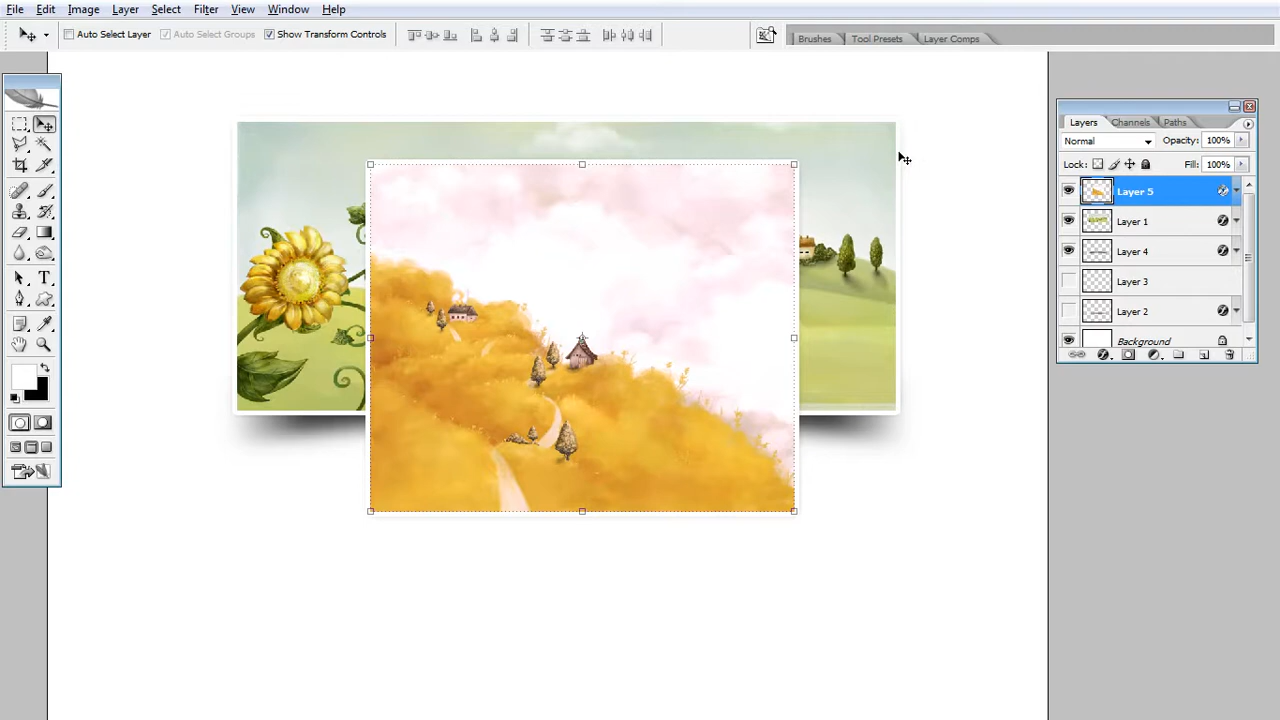 File Edit Image Layer Select Filter View Window Help
Auto Select Layer Auto Select Groups Show Transform Controls Brushes Tool Presets Layer Comps
Layers Channels Paths
Normal Opacity: 100%
Lock: Fill: 100%
Layer 5
Layer 1
Layer 4
Layer 3
Layer 2
Background